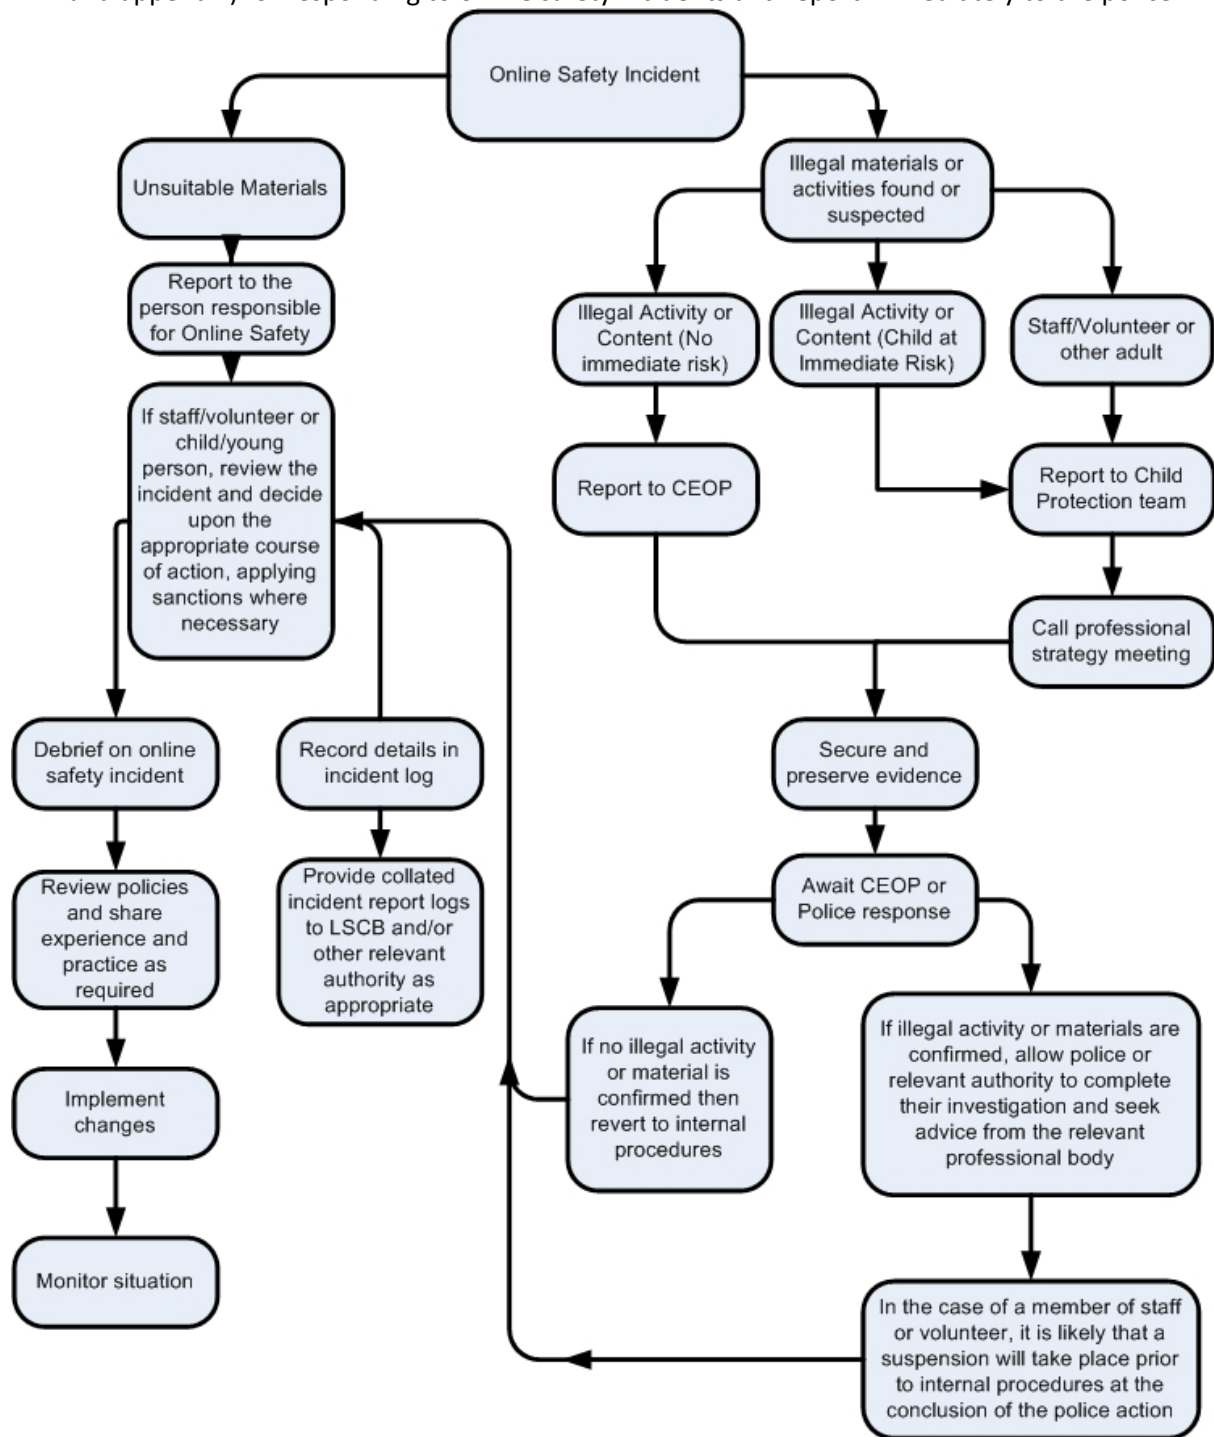 Online Safety Incident
Unsuitable Materials
Illegal materials or
activities found or
suspected
Report to the
person responsible
for Online Safety
Illegal Activity or
Content (No
immediate risk)
Illegal Activity or
Content (Child at
Immediate Risk)
Staff/Volunteer or
other adult
If staff/volunteer or
child/young
person, review the
incident and decide
upon the
appropriate course
of action, applying
sanctions where
necessary
Report to CEOP
Report to Child
Protection team
Call professional
strategy meeting
Debrief on online
safety incident
Record details in
incident log
Secure and
preserve evidence
Review policies
and share
experience and
practice as
required
Provide collated
incident report logs
to LSCB and/or
other relevant
authority as
appropriate
Await CEOP or
Police response
If no illegal activity
or material is
confirmed then
revert to internal
procedures
If illegal activity or materials are
confirmed, allow police or
relevant authority to complete
their investigation and seek
advice from the relevant
professional body
Implement
changes
Monitor situation
In the case of a member of staff
or volunteer, it is likely that a
suspension will take place prior
to internal procedures at the
conclusion of the police action